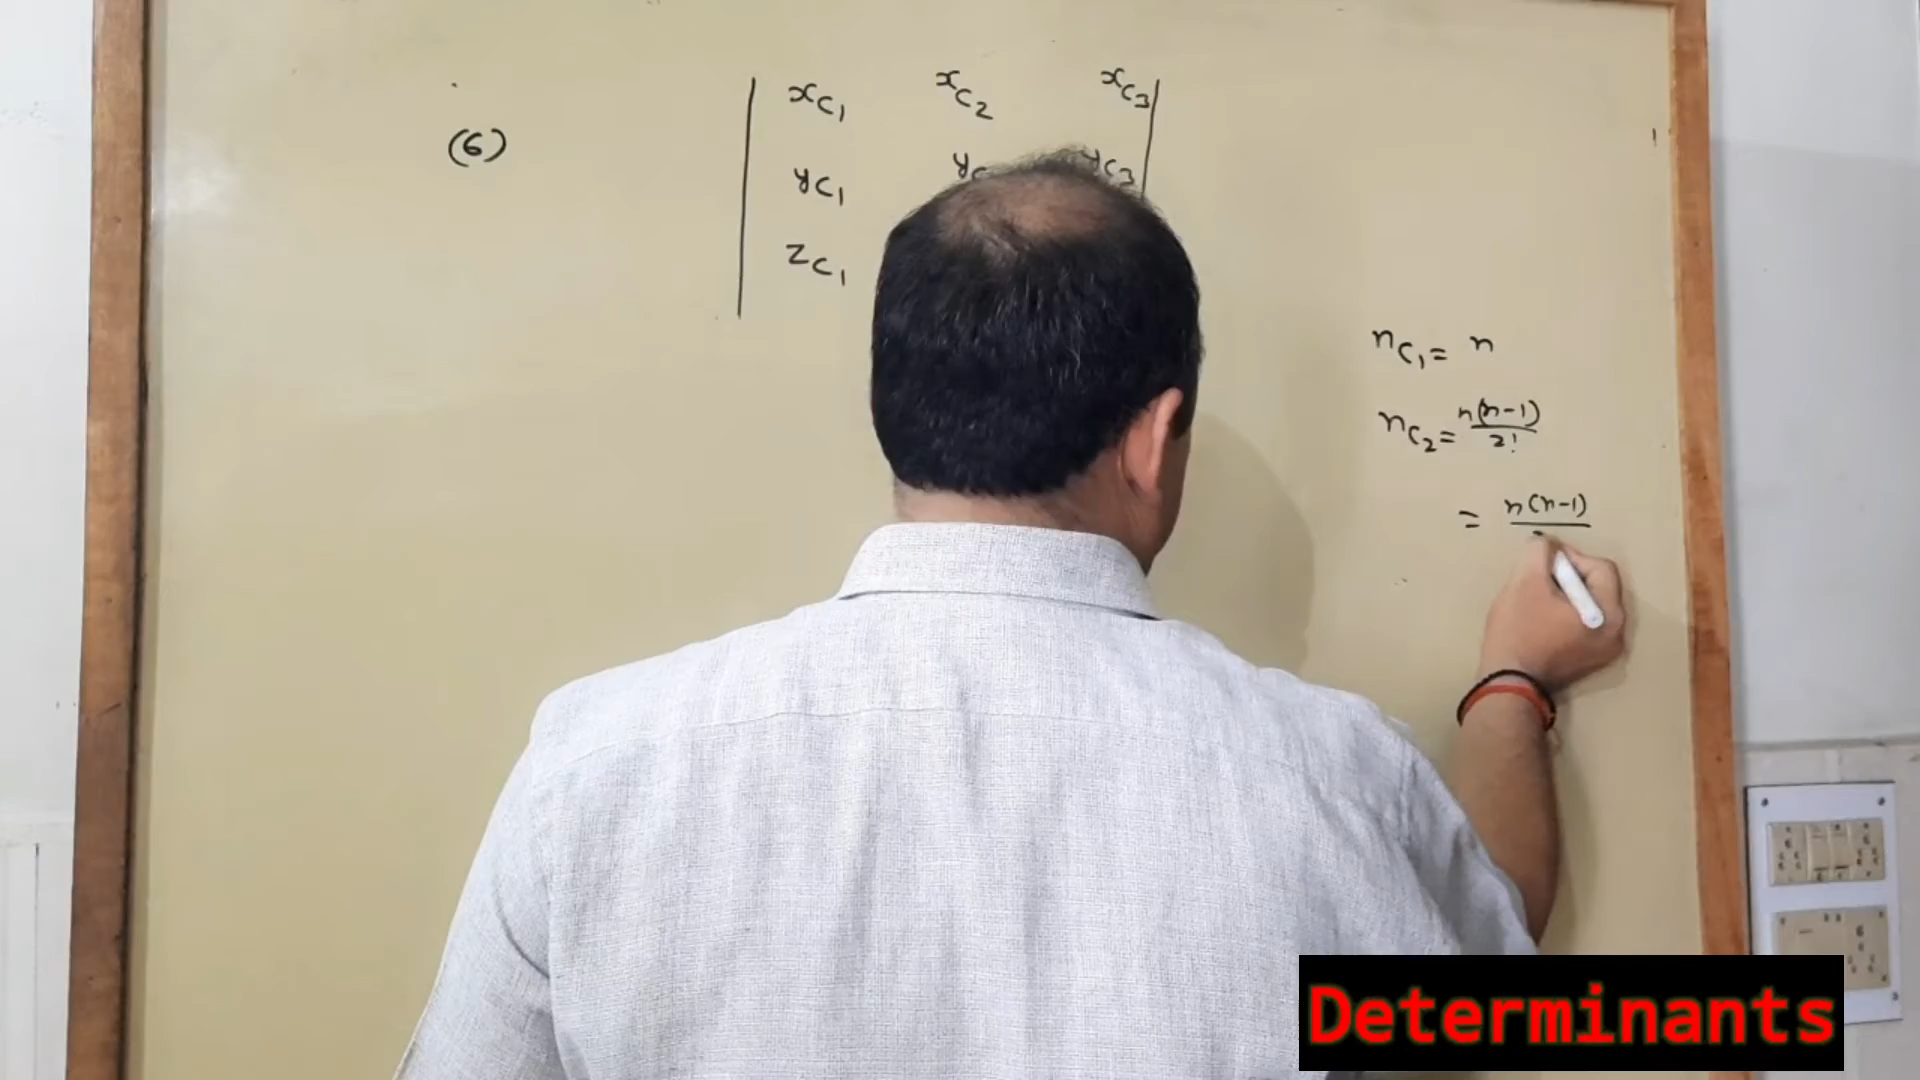 (6)
xC₁ xC₂ xC₃
yC₁ yC₃
zC₁
nC₁ = n
nC₂ = n(n-1)/2!
= n(n-1)
Determinants